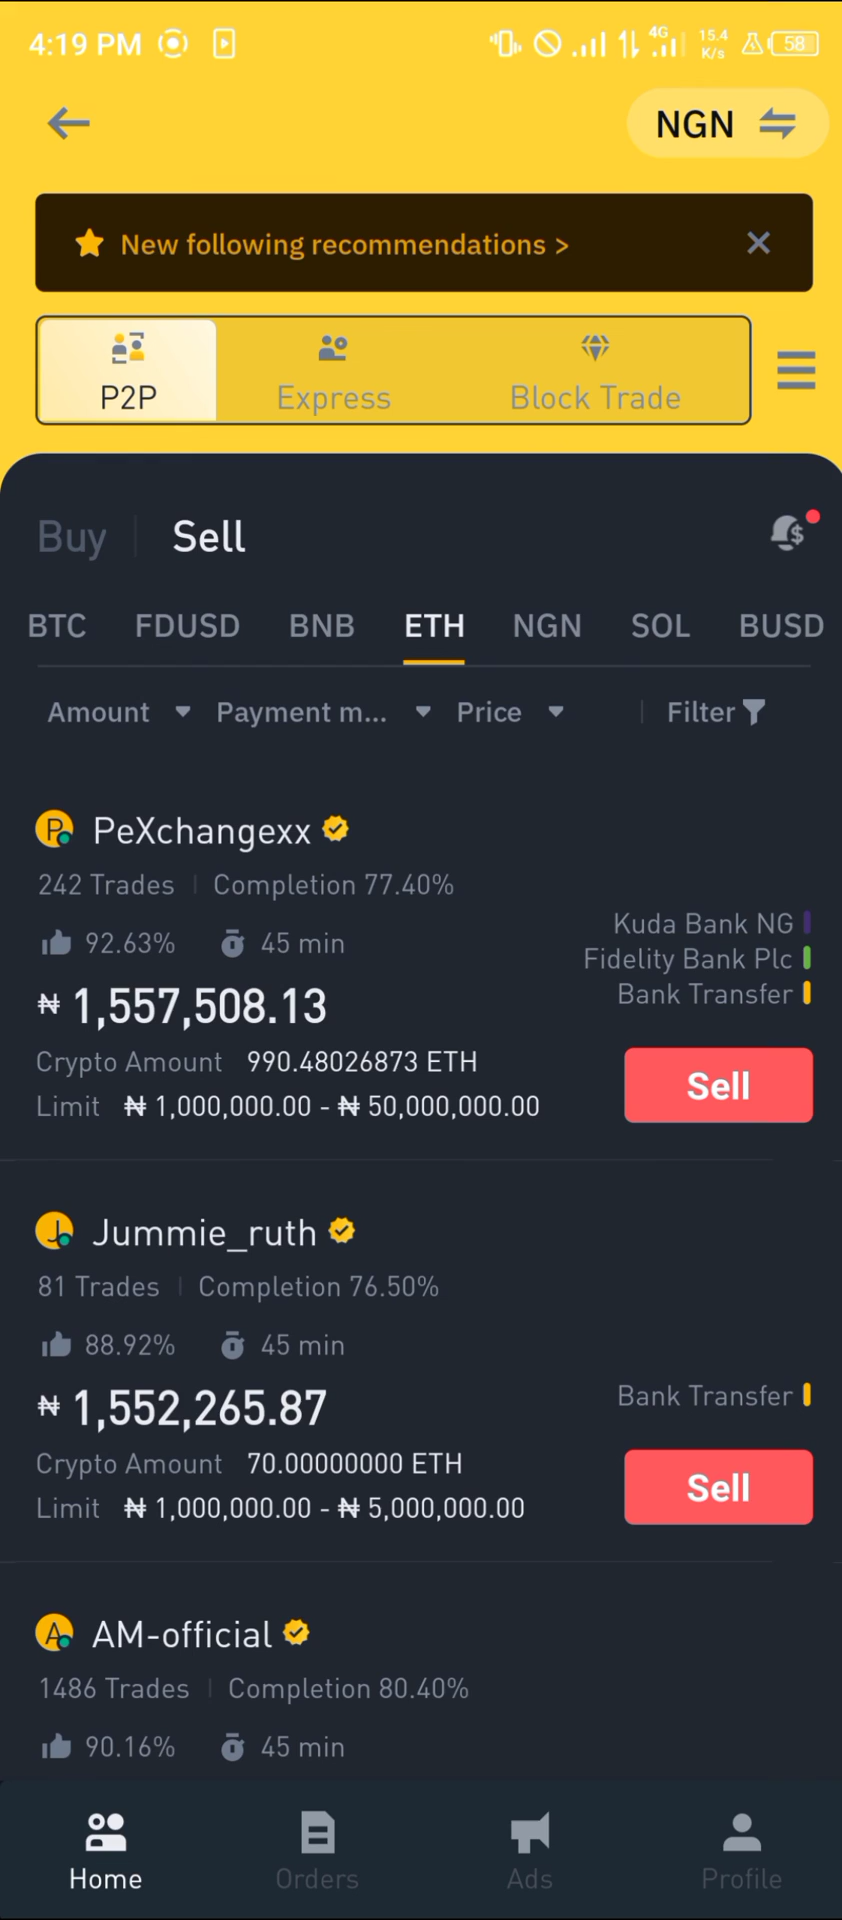 4:19 PM 4G 15.4 K/s 58
NGN
New following recommendations >
P2P Express Block Trade
Buy Sell
BTC FDUSD BNB ETH NGN SOL BUSD
Amount Payment m... Price Filter
P PeXchangexx
242 Trades Completion 77.40%
92.63% 45 min
Kuda Bank NG
Fidelity Bank Plc
Bank Transfer
₦ 1,557,508.13
Crypto Amount 990.48026873 ETH
Limit ₦ 1,000,000.00 - ₦ 50,000,000.00
Sell
J Jummie_ruth
81 Trades Completion 76.50%
88.92% 45 min
₦ 1,552,265.87
Bank Transfer
Crypto Amount 70.00000000 ETH
Limit ₦ 1,000,000.00 - ₦ 5,000,000.00
Sell
A AM-official
1486 Trades Completion 80.40%
90.16% 45 min
Home Orders Ads Profile